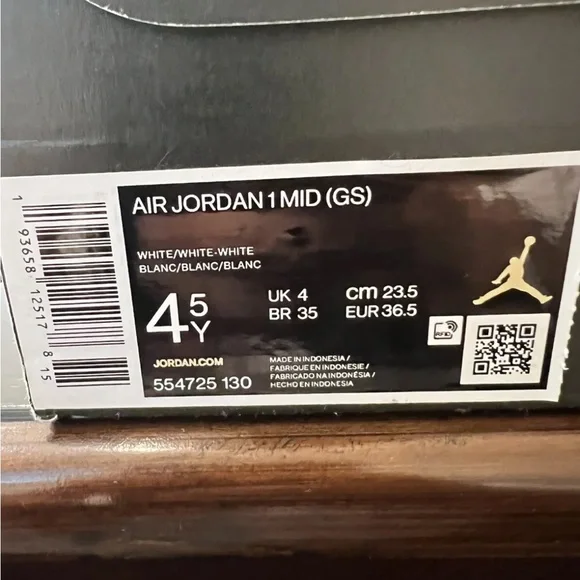 AIR JORDAN 1 MID (GS)
WHITE/WHITE-WHITE
BLANC/BLANC/BLANC
4.5Y
UK 4 cm 23.5
BR 35 EUR 36.5
JORDAN.COM
554725 130
MADE IN INDONESIA /
FABRIQUE EN INDONESIE /
FABRICADO NA INDONÉSIA /
HECHO EN INDONESIA
RFID
1 93658 12517 8 15